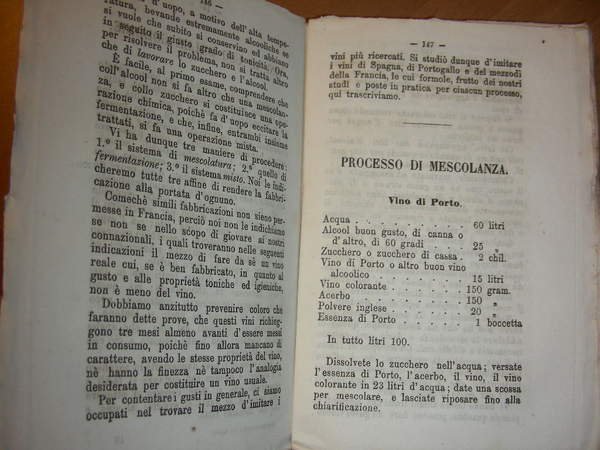 — 146 —
d'uopo, a motivo dell'alta tempe-
ratura, bevande estremamente alcooliche se
si vuole che subito si conservino ed abbiano
in seguito il giusto grado di tonicità. Ora,
per risolvere il problema, non si tratta altro
che di lavorare lo zucchero e l'alcool.
È facile, al primo esame, comprendere che
coll'alcool non si fa altro che una mescolan-
za, e collo zucchero si costituisce una ope-
razione chimica, poichè fa d'uopo eccitare la
fermentazione, e che, infine, entrambi insieme
trattati, si fa una operazione mista.
Vi ha dunque tre maniere di procedere:
1.º il sistema di mescolatura; 2.º quello di
fermentazione; 3.º il sistema misto. Noi le indi-
cheremo tutte tre affine di rendere la fabbri-
cazione alla portata d'ognuno.
Comechè simili fabbricazioni non sieno per-
messe in Francia, perciò noi non le indichiamo
se non se nello scopo di giovare ai nostri
connazionali, i quali troveranno nelle seguenti
indicazioni il mezzo di fare da sè un vino
reale cui, se è ben fabbricato, in quanto al
gusto e alle proprietà toniche ed igieniche,
non è meno del vino.
Dobbiamo anzitutto prevenire coloro che
faranno dette prove, che questi vini richieg-
gono tre mesi almeno avanti d'essere messi
in consumo, poichè fino allora mancano di
carattere, avendo le stesse proprietà del vino,
nè hanno la finezza nè tampoco l'analogia
desiderata per costituire un vino usuale.
Per contentare i gusti in generale, ci siamo
occupati nel trovare il mezzo d'imitare i
— 147 —
vini più ricercati. Si studiò dunque d'imitare
i vini di Spagna, di Portogallo e del mezzodì
della Francia, le cui formole, frutto dei nostri
studi e poste in pratica per ciascun processo,
qui trascriviamo.
PROCESSO DI MESCOLANZA.
Vino di Porto.
Acqua . . . . . . . . 60 litri
Alcool buon gusto, di canna o
d'altro, di 60 gradi . . . 25 „
Zucchero o zucchero di cassa . 2 chil.
Vino di Porto o altro buon vino
alcoolico . . . . . . 15 litri
Vino colorante . . . . . 150 gram.
Acerbo . . . . . . . 150 „
Polvere inglese . . . . . 20 „
Essenza di Porto . . . . 1 boccetta
In tutto litri 100.
Dissolvete lo zucchero nell'acqua; versate
l'essenza di Porto, l'acerbo, il vino, il vino
colorante in 23 litri d'acqua; date una scossa
per mescolare, e lasciate riposare fino alla
chiarificazione.